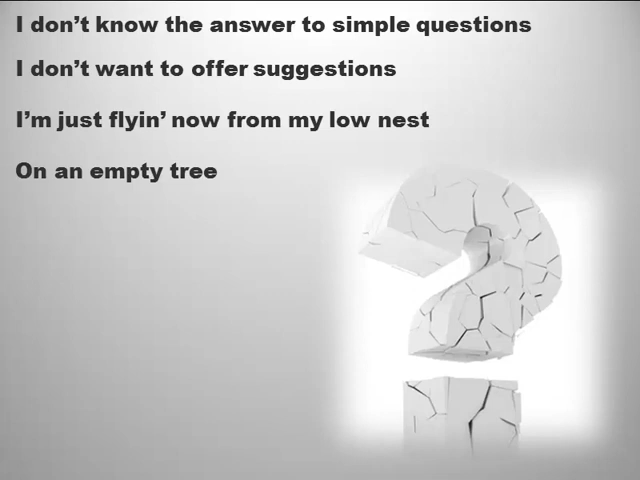 I don’t know the answer to simple questions
I don’t want to offer suggestions
I’m just flyin’ now from my low nest
On an empty tree